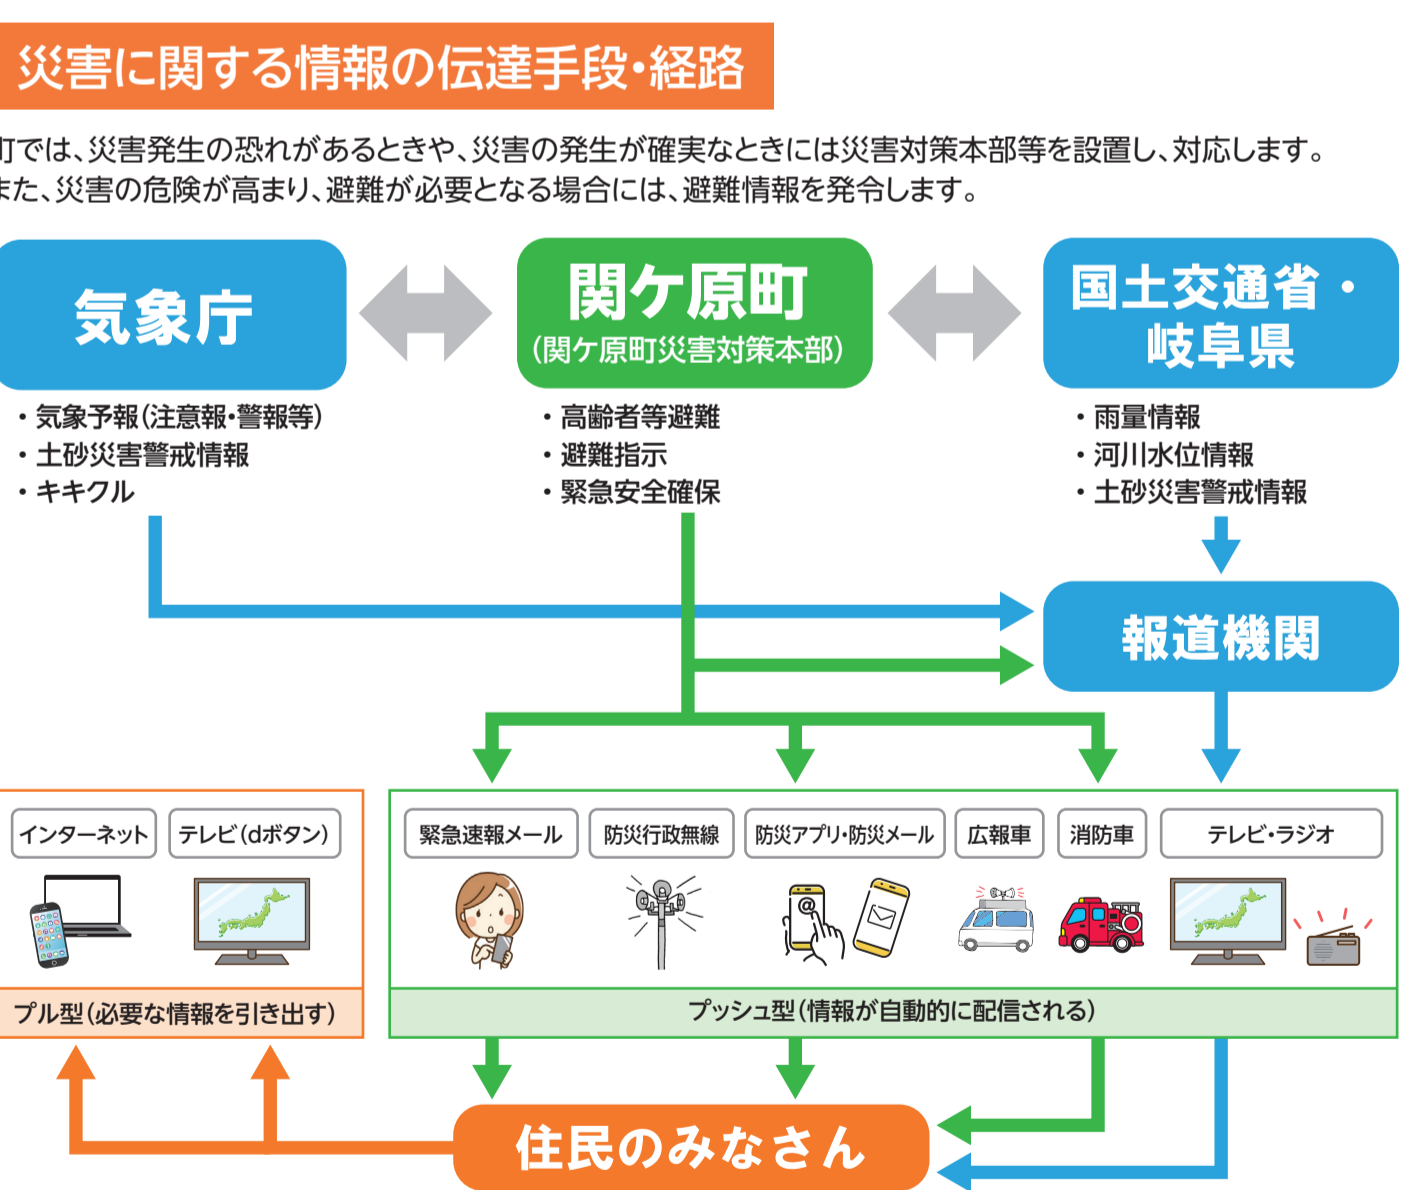 災害に関する情報の伝達手段・経路
町では、災害発生の恐れがあるときや、災害の発生が確実なときには災害対策本部等を設置し、対応します。
また、災害の危険が高まり、避難が必要となる場合には、避難情報を発令します。
気象庁
関ケ原町
(関ケ原町災害対策本部)
国土交通省・
岐阜県
・気象予報(注意報・警報等)
・土砂災害警戒情報
・キキクル
・高齢者等避難
・避難指示
・緊急安全確保
・雨量情報
・河川水位情報
・土砂災害警戒情報
報道機関
インターネット
テレビ(dボタン)
緊急速報メール
防災行政無線
防災アプリ・防災メール
広報車
消防車
テレビ・ラジオ
プル型(必要な情報を引き出す)
プッシュ型(情報が自動的に配信される)
住民のみなさん